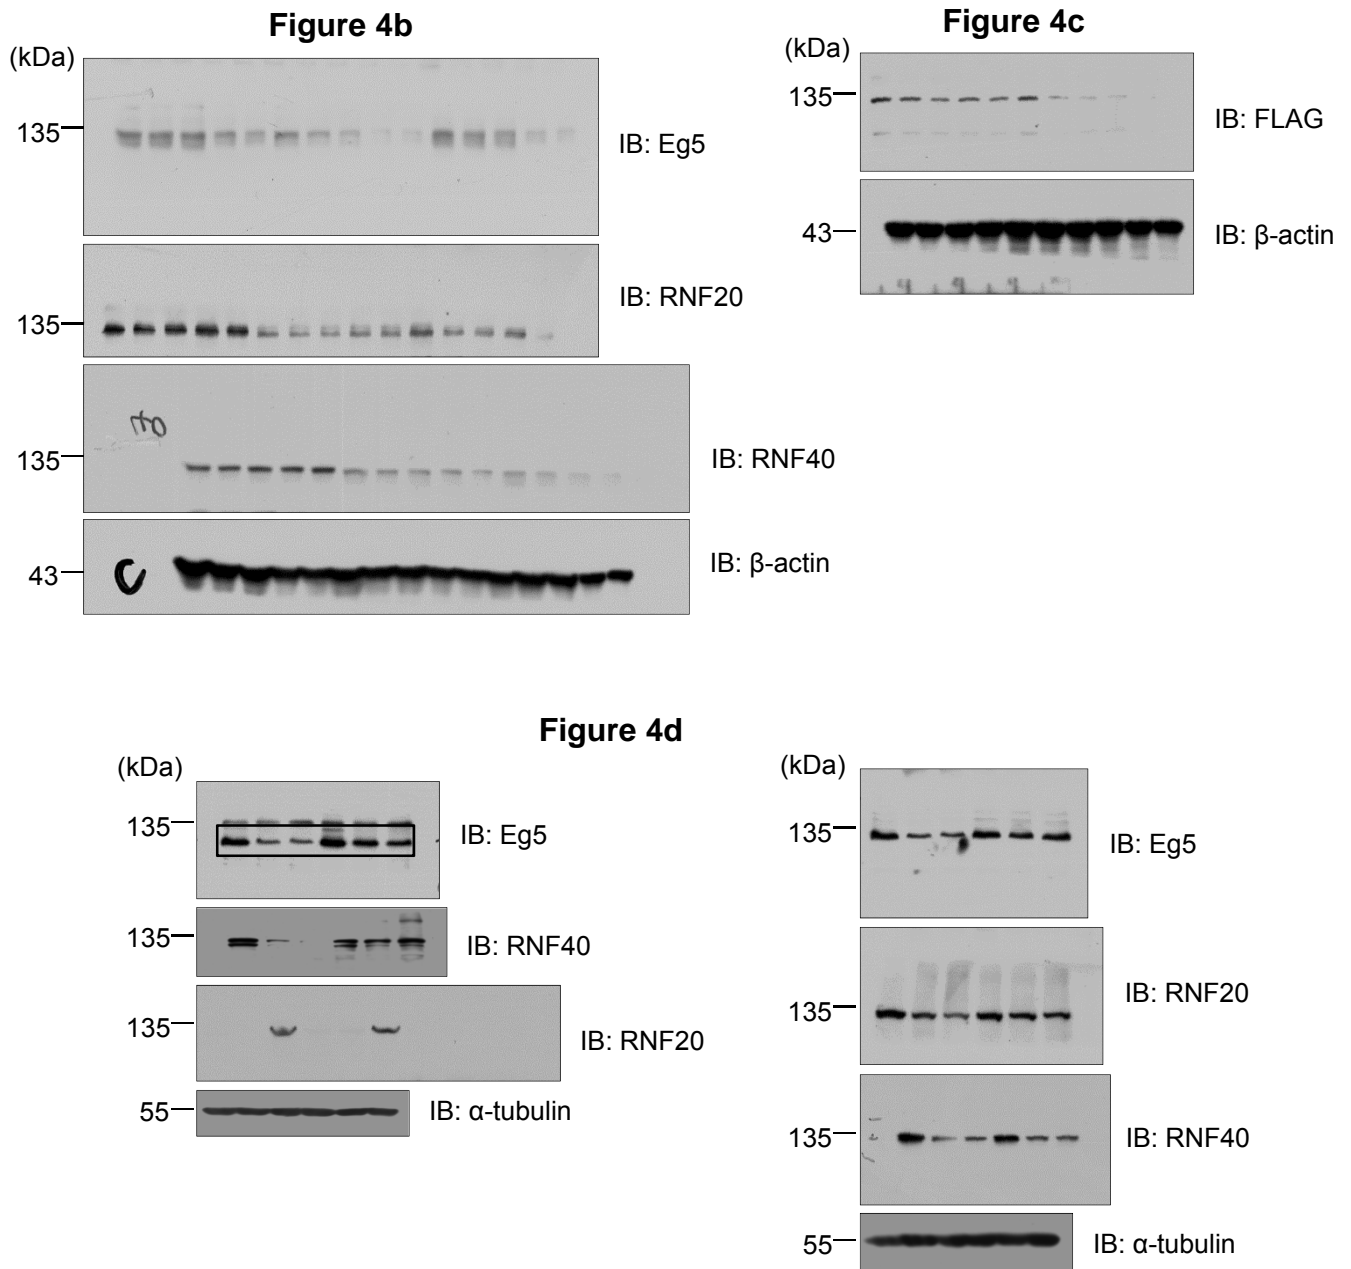 Figure 4b
(kDa)
135
IB: Eg5
135
IB: RNF20
40
135
IB: RNF40
43
C
IB: β-actin
Figure 4c
(kDa)
135
IB: FLAG
43
IB: β-actin
Figure 4d
(kDa)
135
IB: Eg5
135
IB: RNF40
135
IB: RNF20
55
IB: α-tubulin
(kDa)
135
IB: Eg5
135
IB: RNF20
135
IB: RNF40
55
IB: α-tubulin